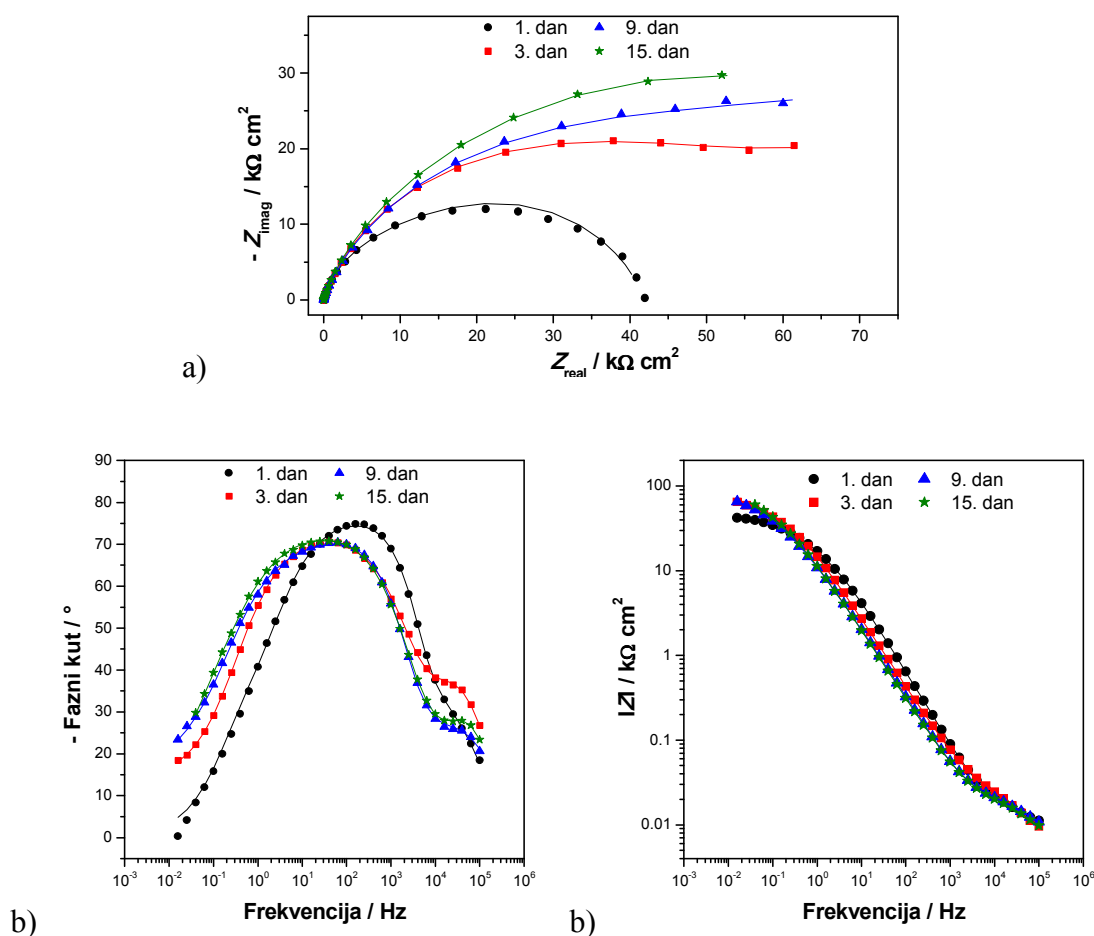 1. dan 9. dan
3. dan 15. dan
- Zimag / kΩ cm²
30
20
10
0
0 10 20 30 40 50 60 70
Zreal / kΩ cm²
a)
1. dan 9. dan
3. dan 15. dan
- Fazni kut / °
90
80
70
60
50
40
30
20
10
0
10⁻³ 10⁻² 10⁻¹ 10⁰ 10¹ 10² 10³ 10⁴ 10⁵ 10⁶
Frekvencija / Hz
b)
1. dan 9. dan
3. dan 15. dan
IZI / kΩ cm²
100
10
1
0.1
0.01
10⁻³ 10⁻² 10⁻¹ 10⁰ 10¹ 10² 10³ 10⁴ 10⁵ 10⁶
Frekvencija / Hz
b)